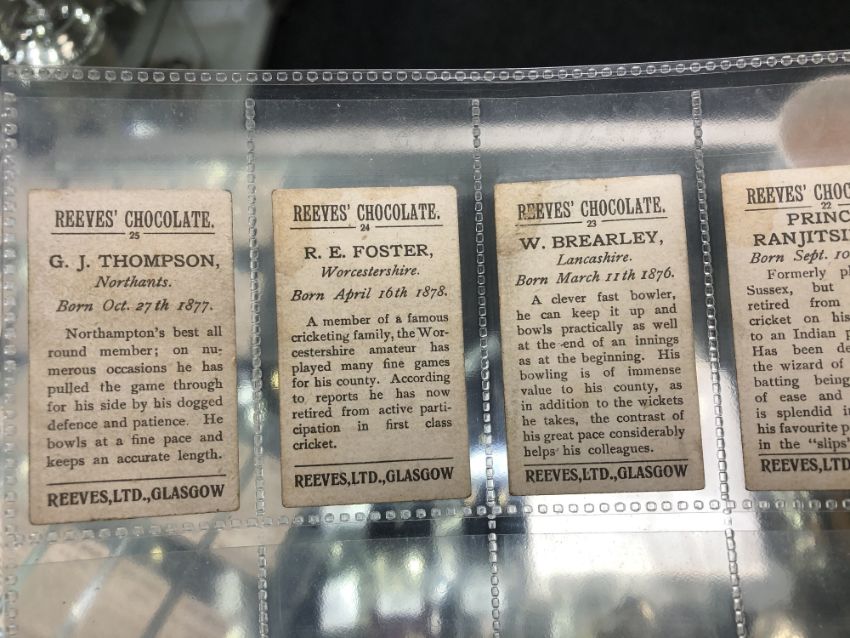 REEVES' CHOCOLATE.
25
G. J. THOMPSON,
Northants.
Born Oct. 27th 1877.
Northampton's best all
round member; on nu-
merous occasions he has
pulled the game through
for his side by his dogged
defence and patience. He
bowls at a fine pace and
keeps an accurate length.
REEVES,LTD.,GLASGOW
REEVES' CHOCOLATE.
24
R. E. FOSTER,
Worcestershire.
Born April 16th 1878.
A member of a famous
cricketing family, the Wor-
cestershire amateur has
played many fine games
for his county. According
to reports he has now
retired from active parti-
cipation in first class
cricket.
REEVES,LTD.,GLASGOW
REEVES' CHOCOLATE.
23
W. BREARLEY,
Lancashire.
Born March 11th 1876.
A clever fast bowler,
he can keep it up and
bowls practically as well
at the end of an innings
as at the beginning. His
bowling is of immense
value to his county, as
in addition to the wickets
he takes, the contrast of
his great pace considerably
helps his colleagues.
REEVES,LTD.,GLASGOW
REEVES' CHOC
22
PRINC
RANJITSI
Born Sept. 10
Formerly pl
Sussex, but
retired from
cricket on his
to an Indian p
Has been de
the wizard of
batting being
of ease and
is splendid i
his favourite p
in the "slips"
REEVES,LTD